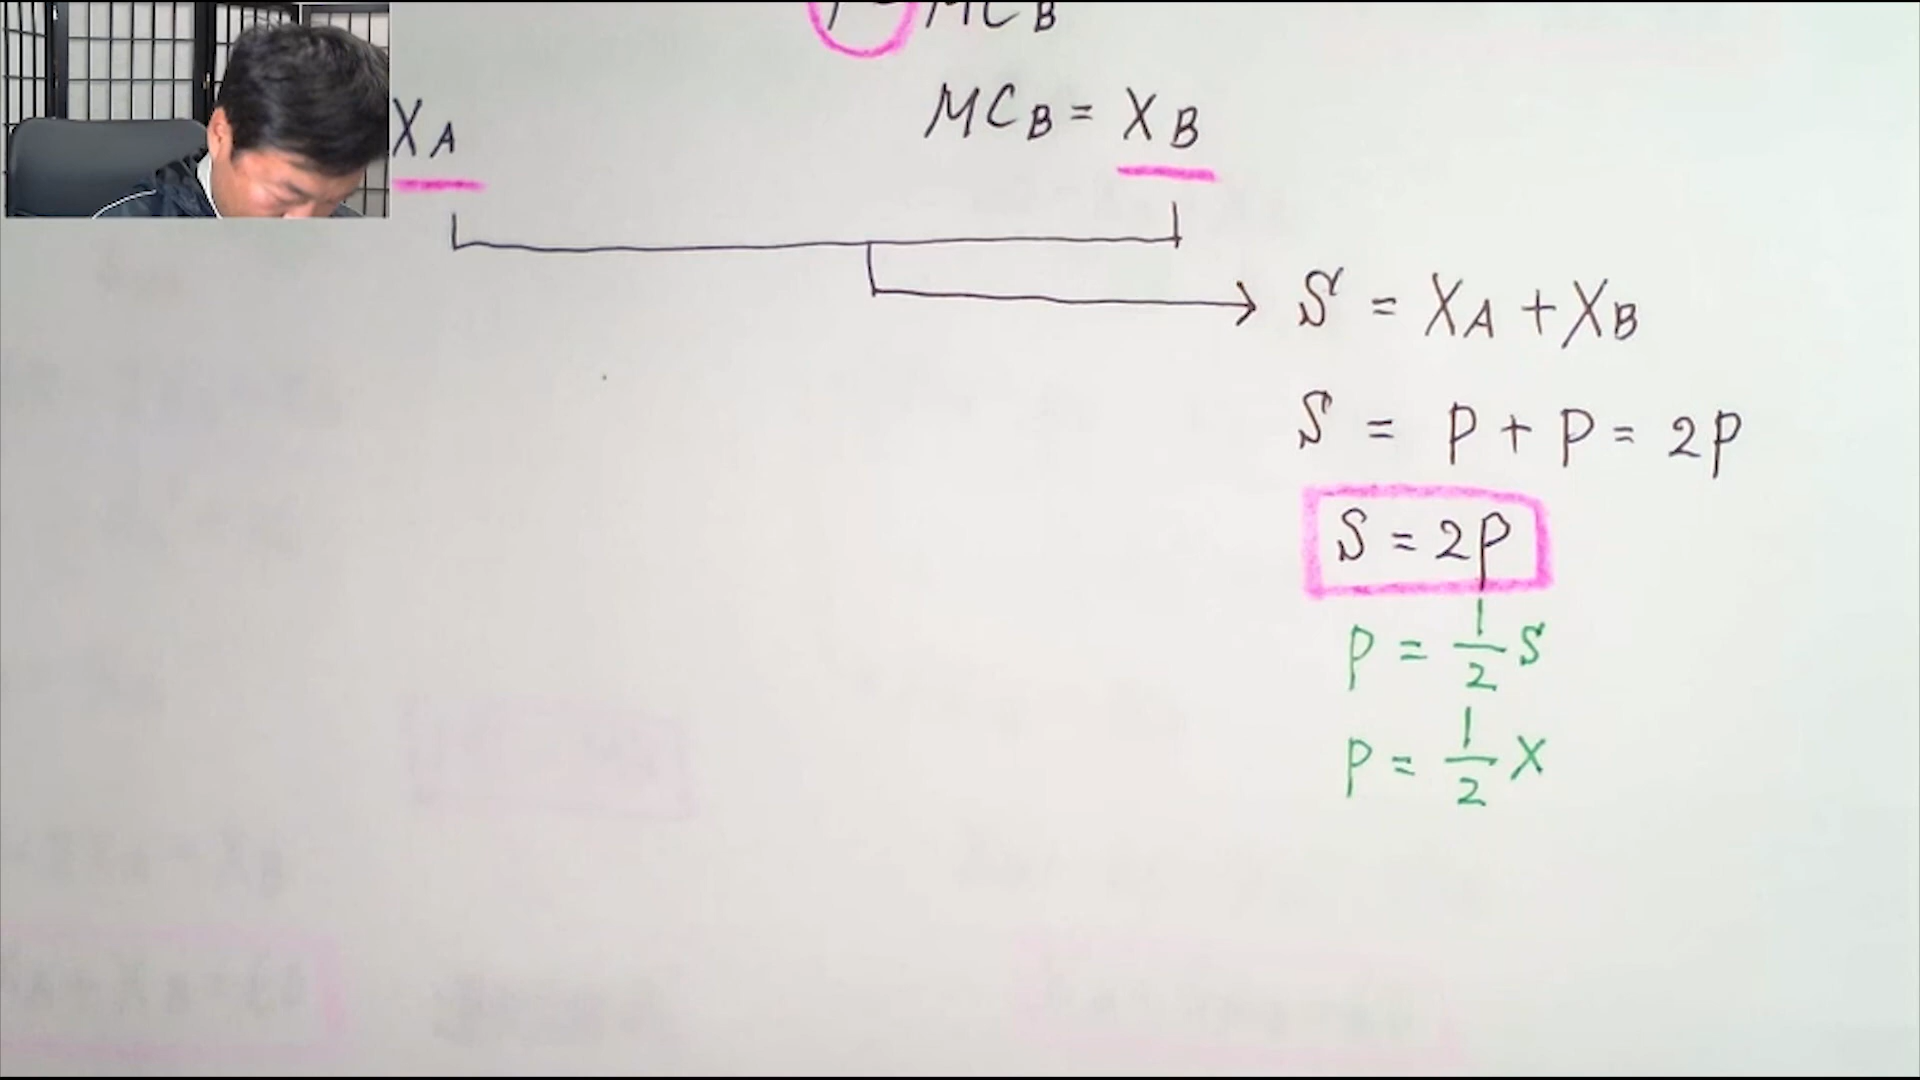 MC_B
X_A
MC_B = X_B
S = X_A + X_B
S = P + P = 2P
S = 2P
P = 1/2 S
P = 1/2 X